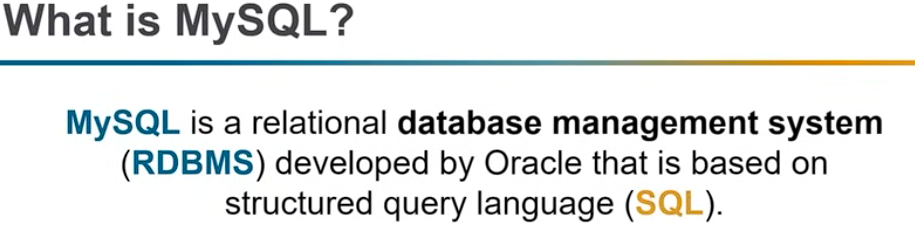 What is MySQL?
MySQL is a relational database management system
(RDBMS) developed by Oracle that is based on
structured query language (SQL).